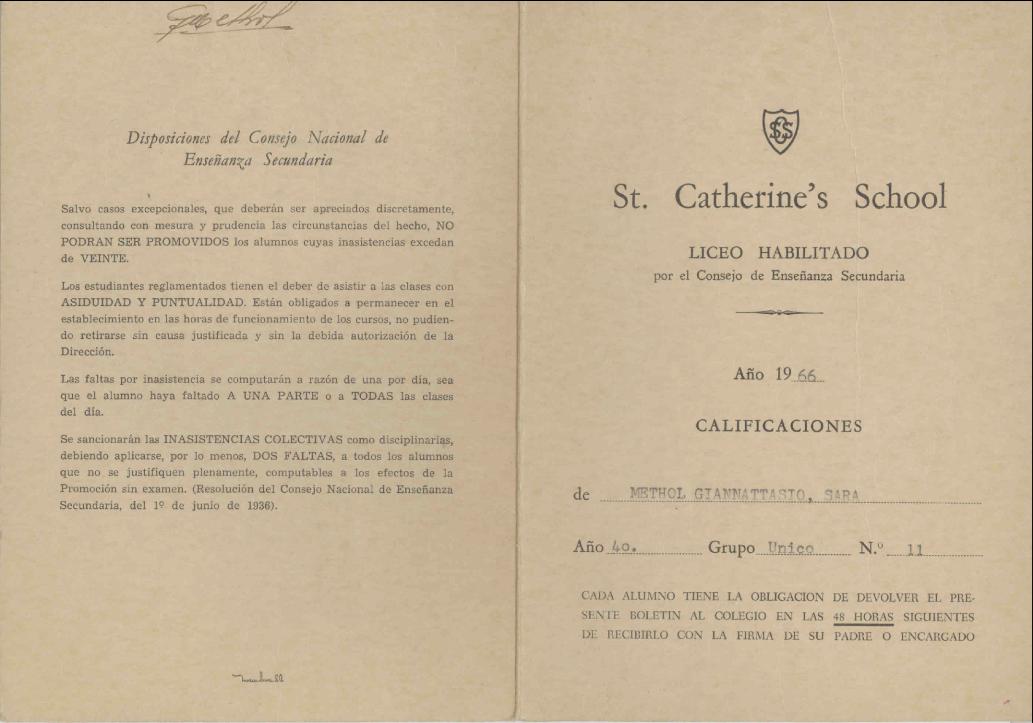 Methol
Disposiciones del Consejo Nacional de
Enseñanza Secundaria
Salvo casos excepcionales, que deberán ser apreciados discretamente,
consultando con mesura y prudencia las circunstancias del hecho, NO
PODRAN SER PROMOVIDOS los alumnos cuyas inasistencias excedan
de VEINTE.
Los estudiantes reglamentados tienen el deber de asistir a las clases con
ASIDUIDAD Y PUNTUALIDAD. Están obligados a permanecer en el
establecimiento en las horas de funcionamiento de los cursos, no pudien-
do retirarse sin causa justificada y sin la debida autorización de la
Dirección.
Las faltas por inasistencia se computarán a razón de una por día, sea
que el alumno haya faltado A UNA PARTE o a TODAS las clases
del día.
Se sancionarán las INASISTENCIAS COLECTIVAS como disciplinarias,
debiendo aplicarse, por lo menos, DOS FALTAS, a todos los alumnos
que no se justifiquen plenamente, computables a los efectos de la
Promoción sin examen. (Resolución del Consejo Nacional de Enseñanza
Secundaria, del 1º de junio de 1936).
SCS
St. Catherine's School
LICEO HABILITADO
por el Consejo de Enseñanza Secundaria
Año 1966
CALIFICACIONES
de METHOL GIANNATTASIO, SARA
Año 4o. Grupo Unico N.º 11
CADA ALUMNO TIENE LA OBLIGACION DE DEVOLVER EL PRE-
SENTE BOLETIN AL COLEGIO EN LAS 48 HORAS SIGUIENTES
DE RECIBIRLO CON LA FIRMA DE SU PADRE O ENCARGADO